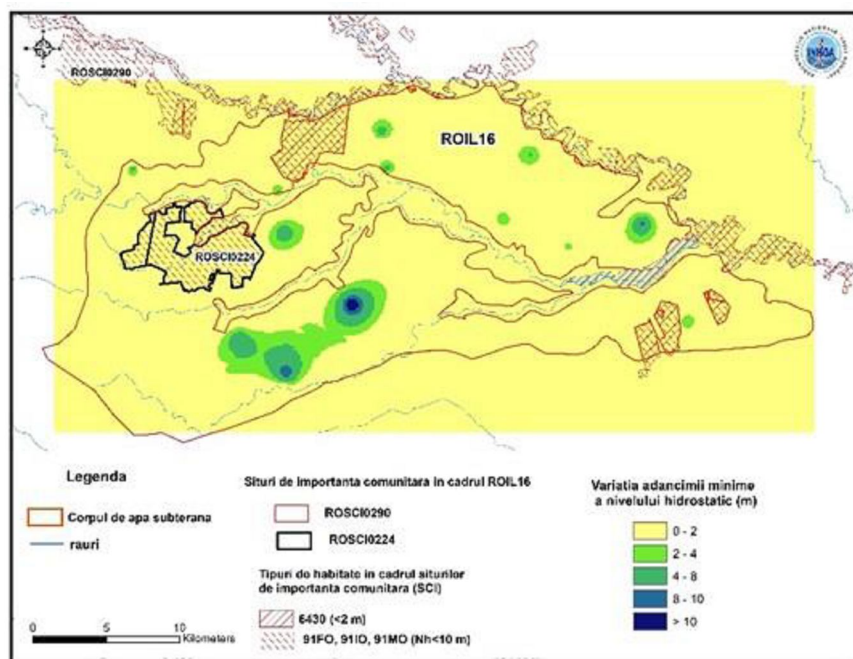 ROSCI0290
ROIL16
ROSCI0224
Legenda
Corpul de apa subterana
rauri
0 5 10
Kilometers
Situri de importanta comunitara in cadrul ROIL16
ROSCI0290
ROSCI0224
Tipuri de habitate in cadrul siturilor
de importanta comunitara (SCI)
6430 (<2 m)
91FO, 91IO, 91MO (Nh<10 m)
Variatia adancimii minime
a nivelului hidrostatic (m)
0 - 2
2 - 4
4 - 8
8 - 10
> 10